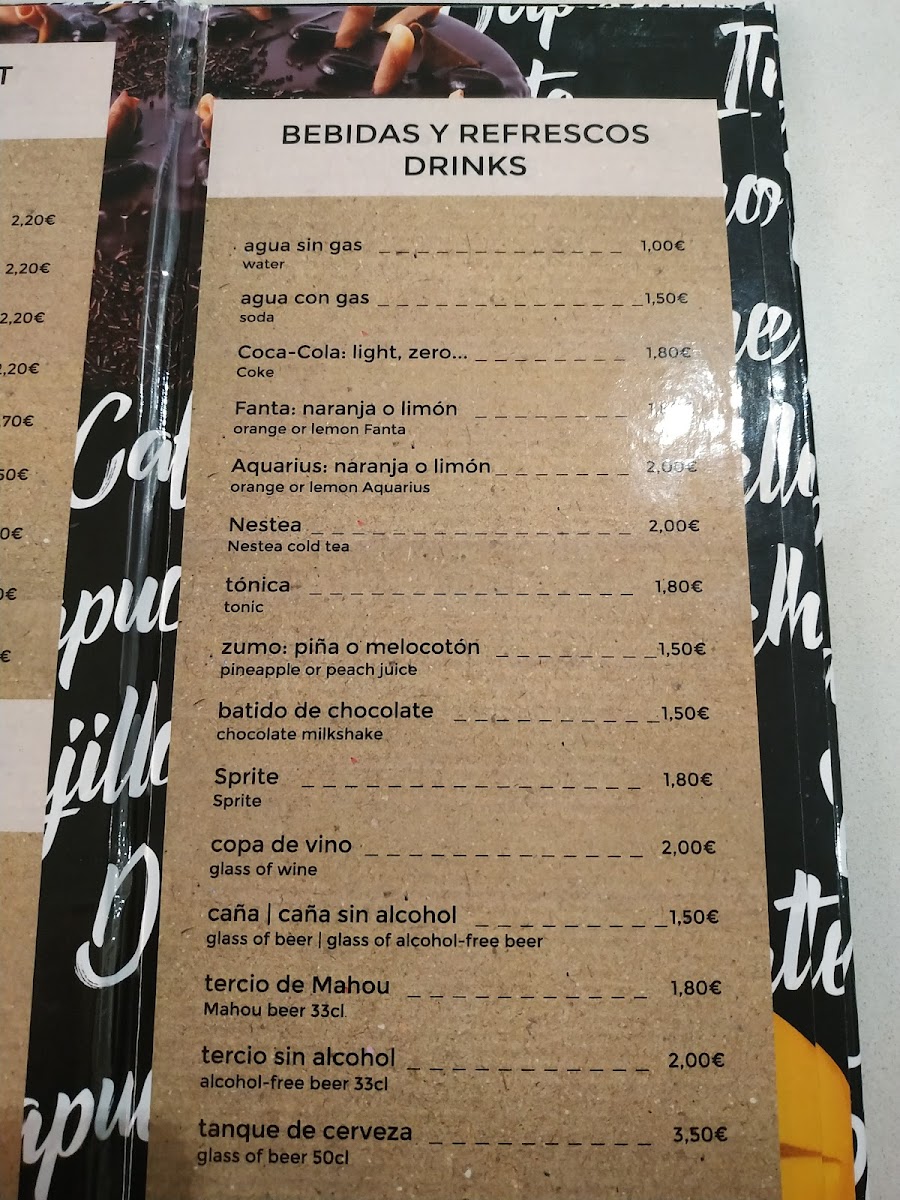 BEBIDAS Y REFRESCOS
DRINKS
agua sin gas 1,00€
water
agua con gas 1,50€
soda
Coca-Cola: light, zero... 1,80€
Coke
Fanta: naranja o limón
orange or lemon Fanta
Aquarius: naranja o limón 2,00€
orange or lemon Aquarius
Nestea 2,00€
Nestea cold tea
tónica 1,80€
tonic
zumo: piña o melocotón 1,50€
pineapple or peach juice
batido de chocolate 1,50€
chocolate milkshake
Sprite 1,80€
Sprite
copa de vino 2,00€
glass of wine
caña | caña sin alcohol 1,50€
glass of beer | glass of alcohol-free beer
tercio de Mahou 1,80€
Mahou beer 33cl
tercio sin alcohol 2,00€
alcohol-free beer 33cl
tanque de cerveza 3,50€
glass of beer 50cl
2,20€
2,20€
2,20€